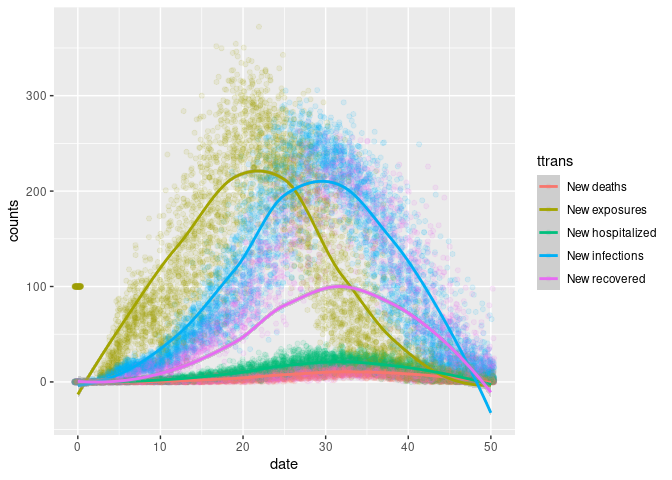 300
200
100
0
counts
0 10 20 30 40 50
date
ttrans
New deaths
New exposures
New hospitalized
New infections
New recovered